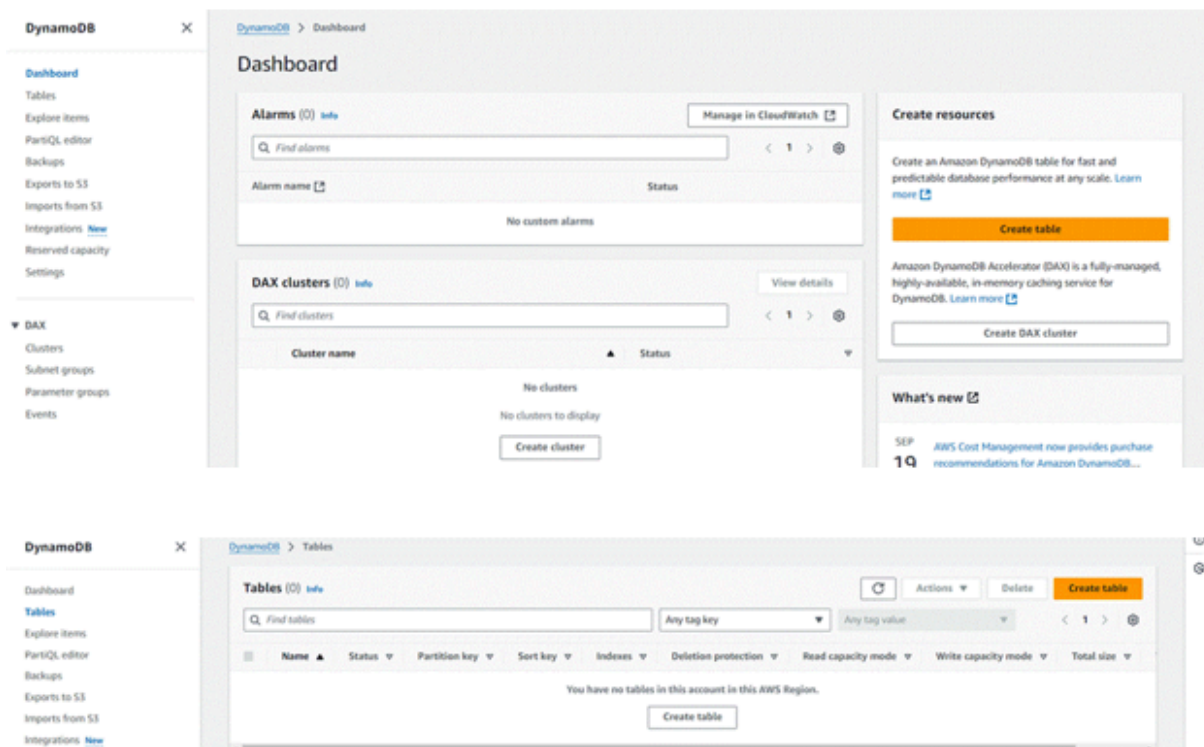 DynamoDB
Dashboard
Tables
Explore items
PartiQL editor
Backups
Exports to S3
Imports from S3
Integrations New
Reserved capacity
Settings
DAX
Clusters
Subnet groups
Parameter groups
Events
DynamoDB > Dashboard
Dashboard
Alarms (0) Info
Manage in CloudWatch
Find alarms
< 1 >
Alarm name
Status
No custom alarms
DAX clusters (0) Info
View details
Find clusters
< 1 >
Cluster name
Status
No clusters
No clusters to display
Create cluster
Create resources
Create an Amazon DynamoDB table for fast and
predictable database performance at any scale. Learn
more
Create table
Amazon DynamoDB Accelerator (DAX) is a fully-managed,
highly-available, in-memory caching service for
DynamoDB. Learn more
Create DAX cluster
What's new
SEP
19
AWS Cost Management now provides purchase
recommendations for Amazon DynamoDB...
DynamoDB
Dashboard
Tables
Explore items
PartiQL editor
Backups
Exports to S3
Imports from S3
Integrations New
DynamoDB > Tables
Tables (0) Info
Actions
Delete
Create table
Find tables
Any tag key
Any tag value
< 1 >
Name
Status
Partition key
Sort key
Indexes
Deletion protection
Read capacity mode
Write capacity mode
Total size
You have no tables in this account in this AWS Region.
Create table